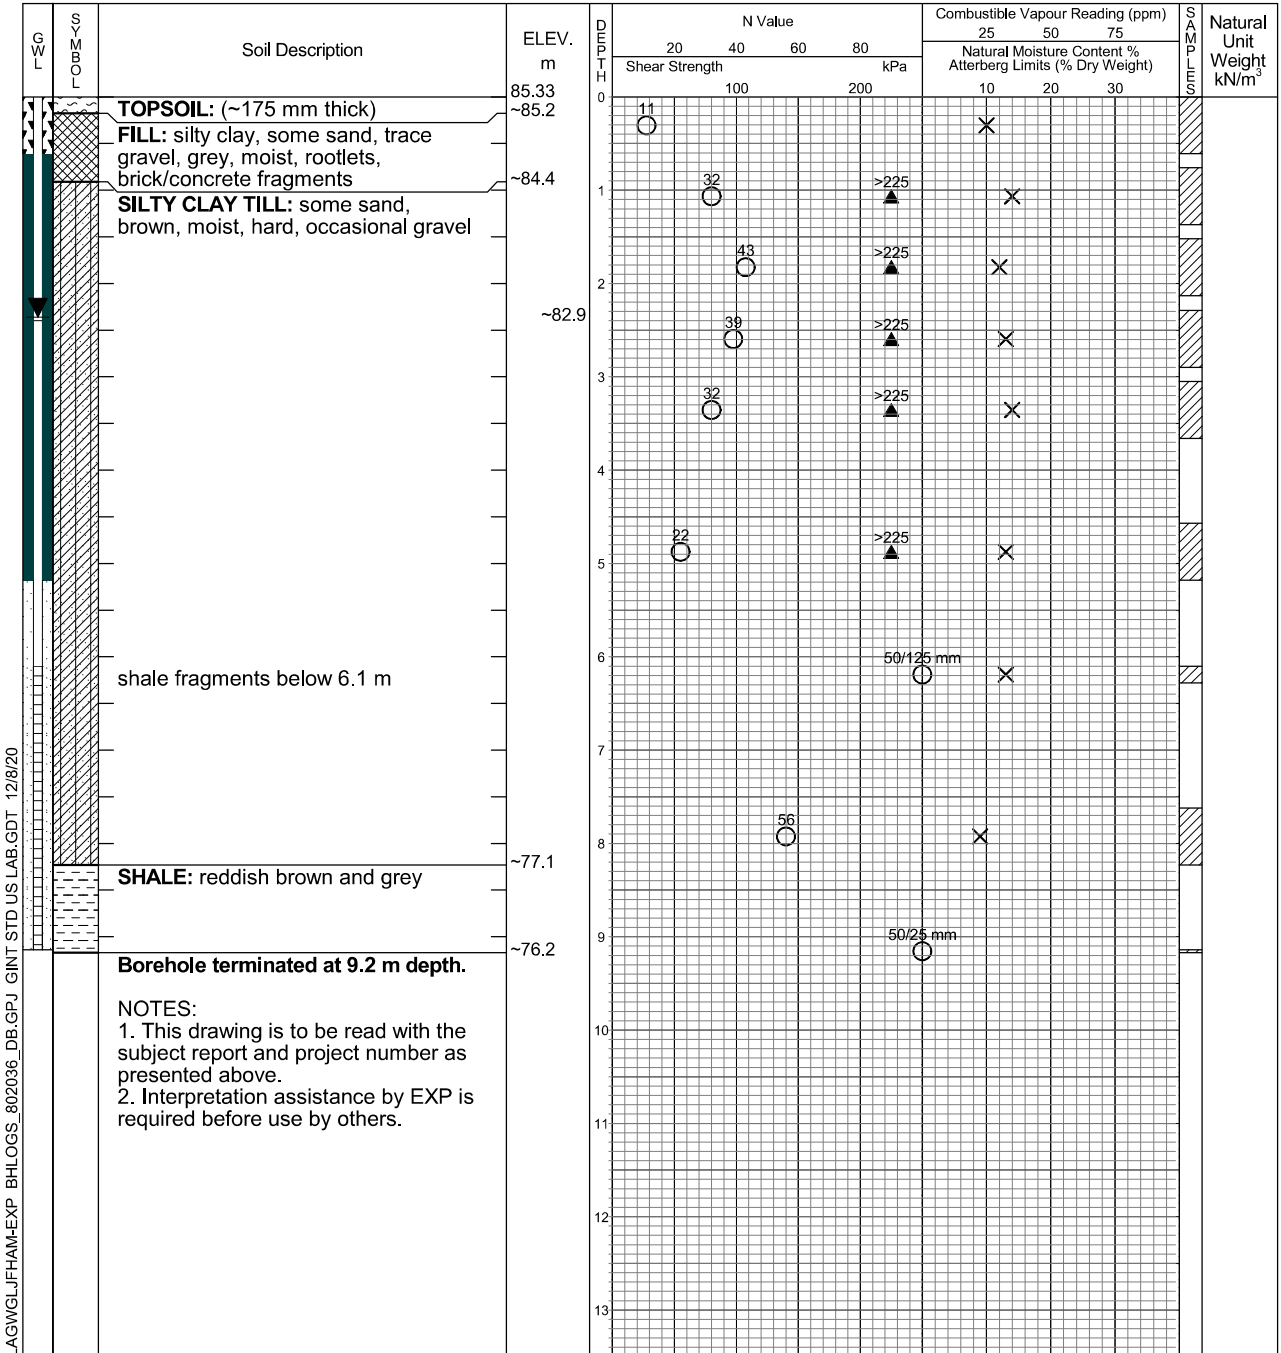 GWL
SYMBOL
Soil Description
ELEV.
m
DEPTH
N Value
20 40 60 80
Shear Strength kPa
100 200
Combustible Vapour Reading (ppm)
25 50 75
Natural Moisture Content %
Atterberg Limits (% Dry Weight)
10 20 30
SAMPLES
Natural
Unit
Weight
kN/m³
85.33
0
TOPSOIL: (~175 mm thick)
~85.2
11
FILL: silty clay, some sand, trace
gravel, grey, moist, rootlets,
brick/concrete fragments
~84.4
32 >225
1
SILTY CLAY TILL: some sand,
brown, moist, hard, occasional gravel
43 >225
2
~82.9
39 >225
3
32 >225
4
22 >225
5
6
50/125 mm
shale fragments below 6.1 m
7
56
8
~77.1
SHALE: reddish brown and grey
50/25 mm
9
~76.2
Borehole terminated at 9.2 m depth.
NOTES:
1. This drawing is to be read with the
subject report and project number as
presented above.
2. Interpretation assistance by EXP is
required before use by others.
10
11
12
13
AGWGLJFHAM-EXP BHLOGS_802036_DB.GPJ GINT STD US LAB.GDT 12/8/20